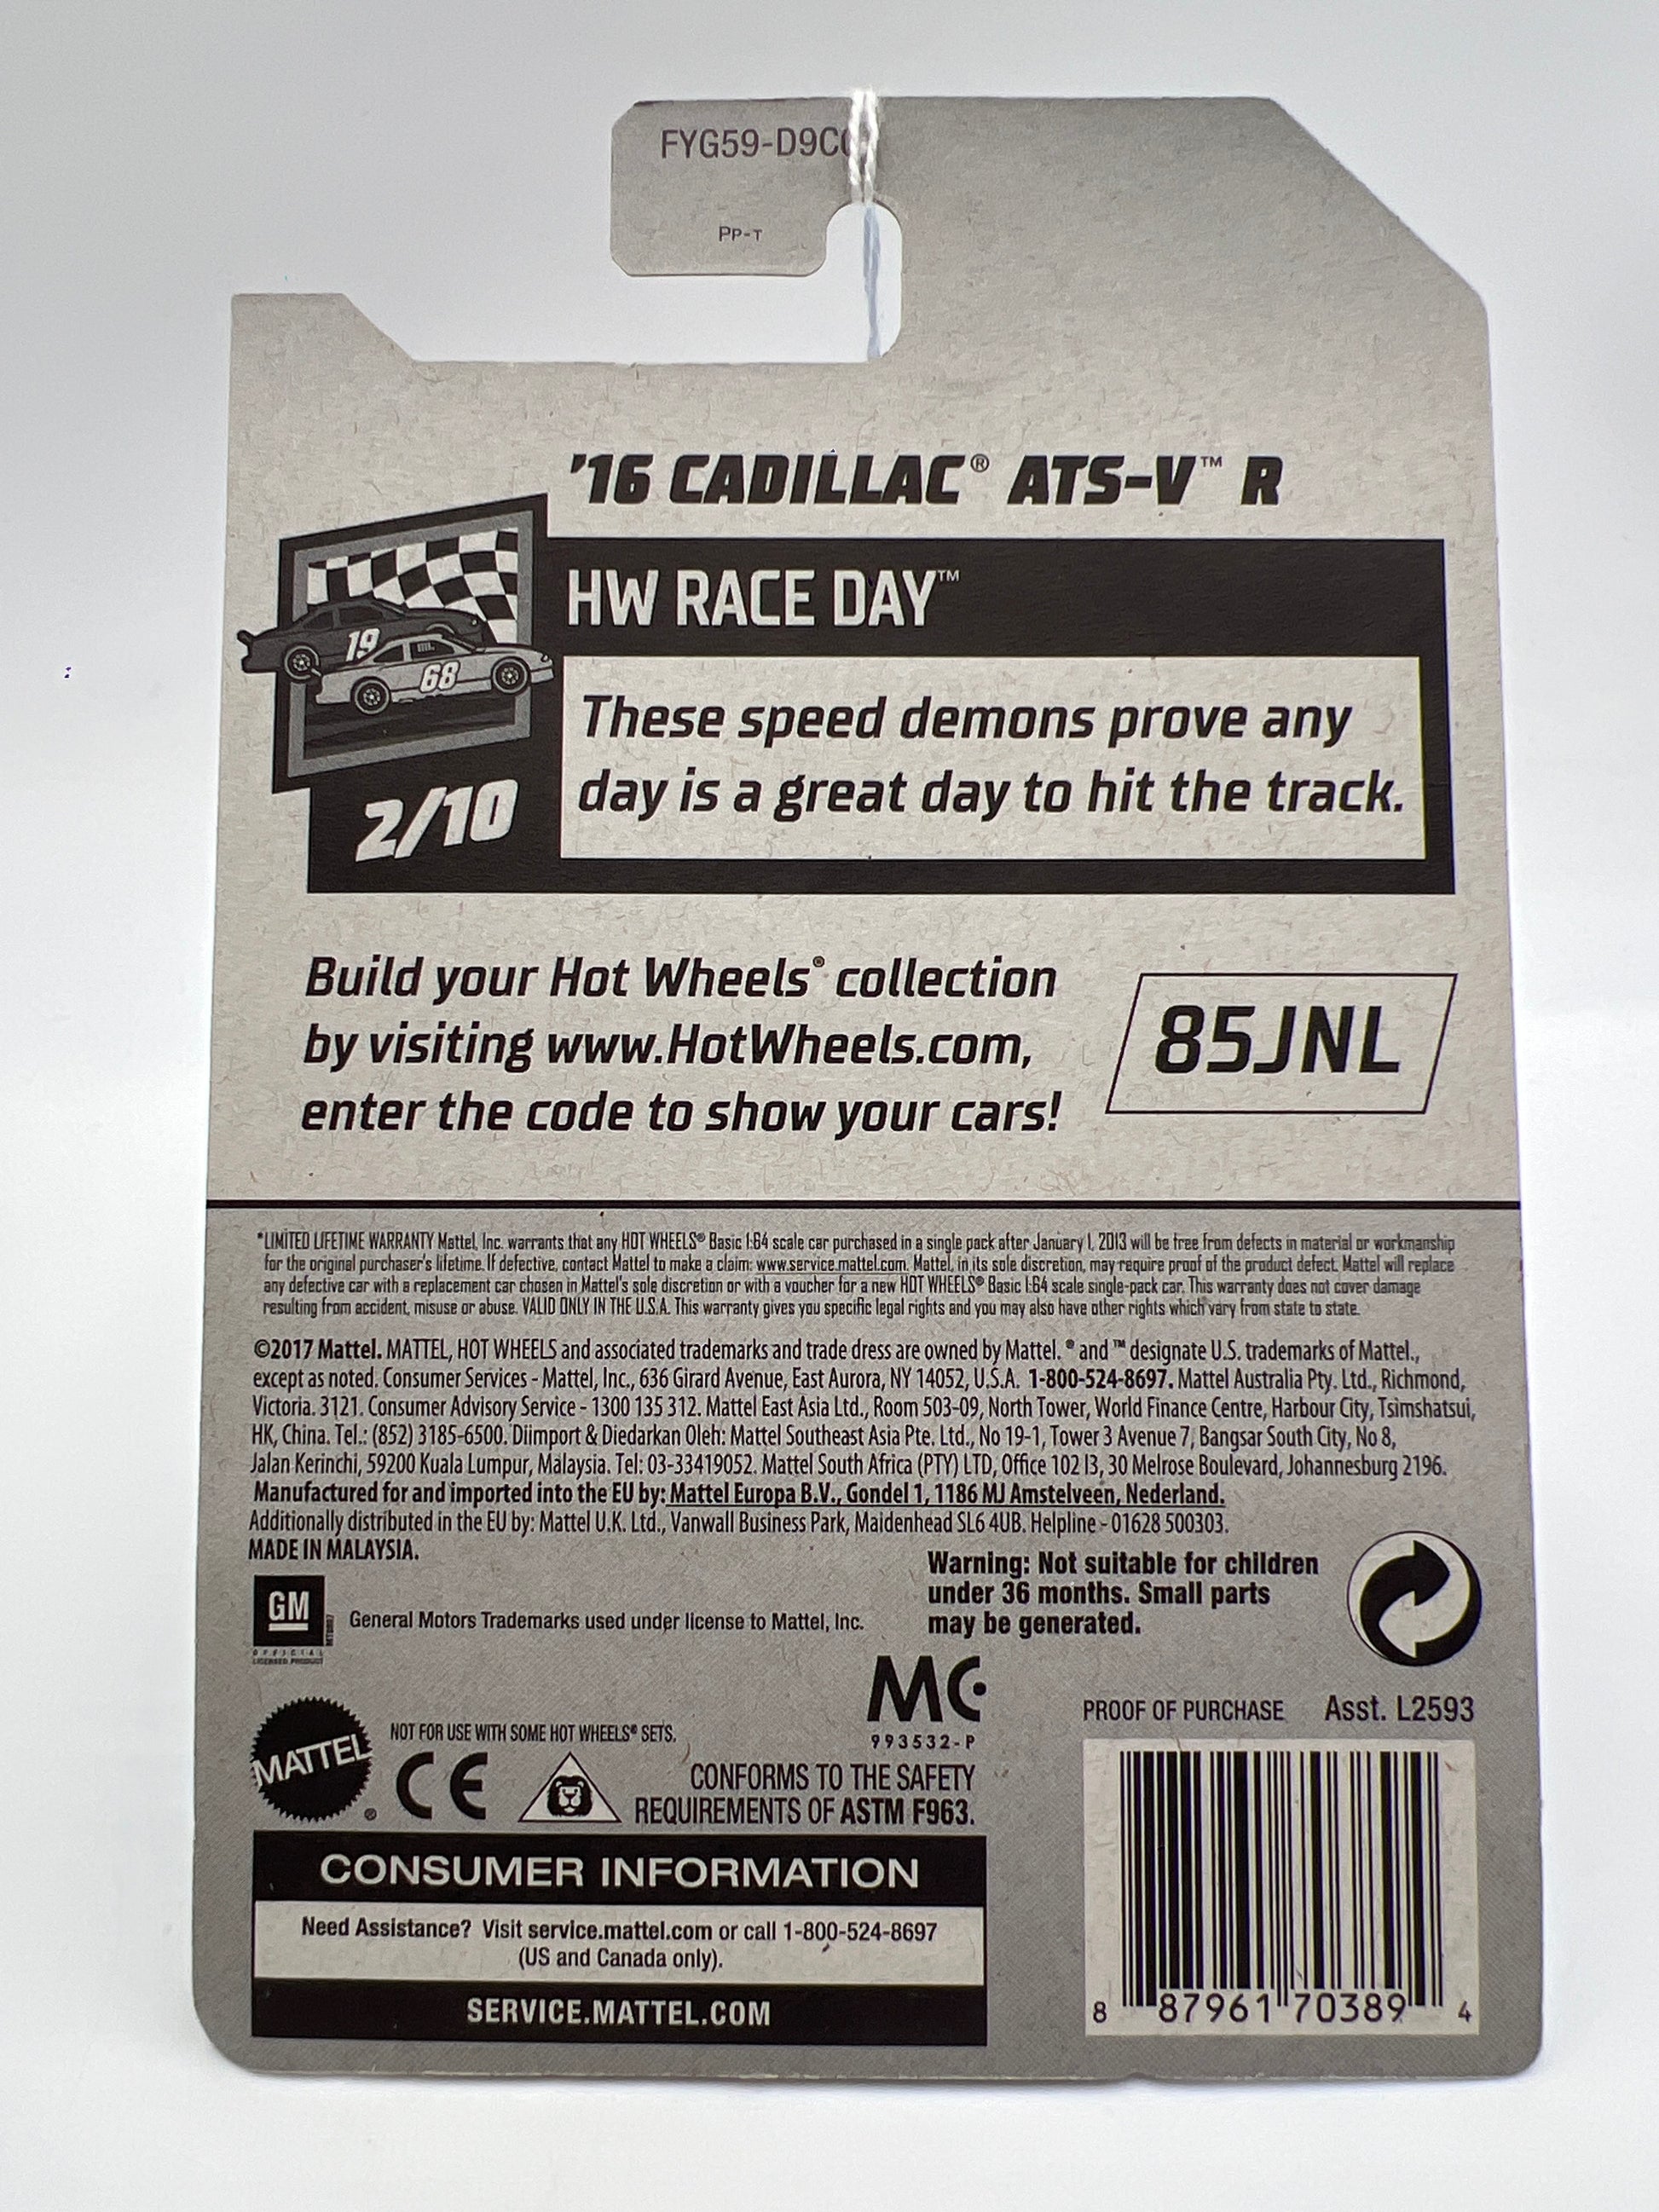 FYG59-D9C
PP-T
'16 CADILLAC® ATS-V™ R
HW RACE DAY™
19
68
These speed demons prove any
day is a great day to hit the track.
2/10
Build your Hot Wheels® collection
by visiting www.HotWheels.com,
enter the code to show your cars!
85JNL
*LIMITED LIFETIME WARRANTY Mattel, Inc. warrants that any HOT WHEELS® Basic 1:64 scale car purchased in a single pack after January 1, 2013 will be free from defects in material or workmanship
for the original purchaser's lifetime. If defective, contact Mattel to make a claim: www.service.mattel.com. Mattel, in its sole discretion, may require proof of the product defect. Mattel will replace
any defective car with a replacement car chosen in Mattel's sole discretion or with a voucher for a new HOT WHEELS® Basic 1:64 scale single-pack car. This warranty does not cover damage
resulting from accident, misuse or abuse. VALID ONLY IN THE U.S.A. This warranty gives you specific legal rights and you may also have other rights which vary from state to state.
©2017 Mattel. MATTEL, HOT WHEELS and associated trademarks and trade dress are owned by Mattel. ® and ™ designate U.S. trademarks of Mattel.,
except as noted. Consumer Services - Mattel, Inc., 636 Girard Avenue, East Aurora, NY 14052, U.S.A. 1-800-524-8697. Mattel Australia Pty. Ltd., Richmond,
Victoria. 3121. Consumer Advisory Service - 1300 135 312. Mattel East Asia Ltd., Room 503-09, North Tower, World Finance Centre, Harbour City, Tsimshatsui,
HK, China. Tel.: (852) 3185-6500. Diimport & Diedarkan Oleh: Mattel Southeast Asia Pte. Ltd., No 19-1, Tower 3 Avenue 7, Bangsar South City, No 8,
Jalan Kerinchi, 59200 Kuala Lumpur, Malaysia. Tel: 03-33419052. Mattel South Africa (PTY) LTD, Office 102 I3, 30 Melrose Boulevard, Johannesburg 2196.
Manufactured for and imported into the EU by: Mattel Europa B.V., Gondel 1, 1186 MJ Amstelveen, Nederland.
Additionally distributed in the EU by: Mattel U.K. Ltd., Vanwall Business Park, Maidenhead SL6 4UB. Helpline - 01628 500303.
MADE IN MALAYSIA.
Warning: Not suitable for children
under 36 months. Small parts
may be generated.
GM
OFFICIAL
LICENSED PRODUCT
General Motors Trademarks used under license to Mattel, Inc.
MC
993532-P
PROOF OF PURCHASE Asst. L2593
MATTEL®
NOT FOR USE WITH SOME HOT WHEELS® SETS.
CE
CONFORMS TO THE SAFETY
REQUIREMENTS OF ASTM F963.
CONSUMER INFORMATION
Need Assistance? Visit service.mattel.com or call 1-800-524-8697
(US and Canada only).
SERVICE.MATTEL.COM
8 87961 70389 4